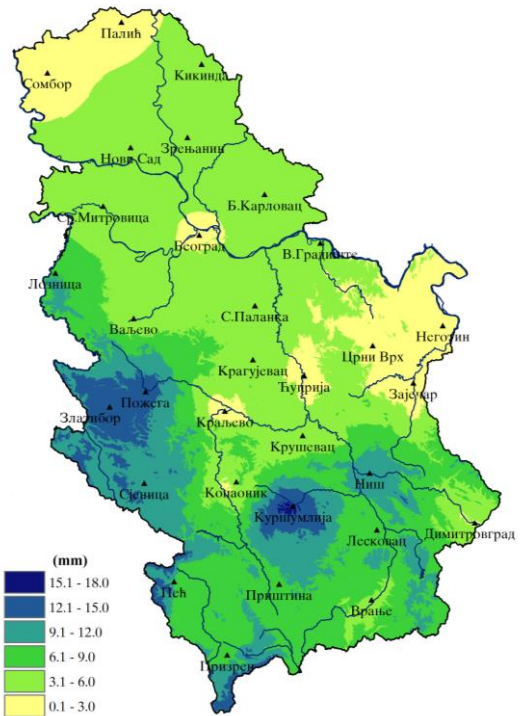 Палић
Кикинда
Сомбор
Зрењанин
Нови Сад
Б.Карловац
Ср.Митровица
Београд
В.Градиште
Лозница
С.Паланка
Ваљево
Неготин
Црни Врх
Крагујевац
Ћуприја
Зајечар
Пожега
Златибор
Краљево
Крушевац
Ниш
Сјеница
Копаоник
Куршумлија
Димитровград
Лесковац
(mm)
15.1 - 18.0
Пећ
Приштина
12.1 - 15.0
Врање
9.1 - 12.0
6.1 - 9.0
Призрен
3.1 - 6.0
0.1 - 3.0